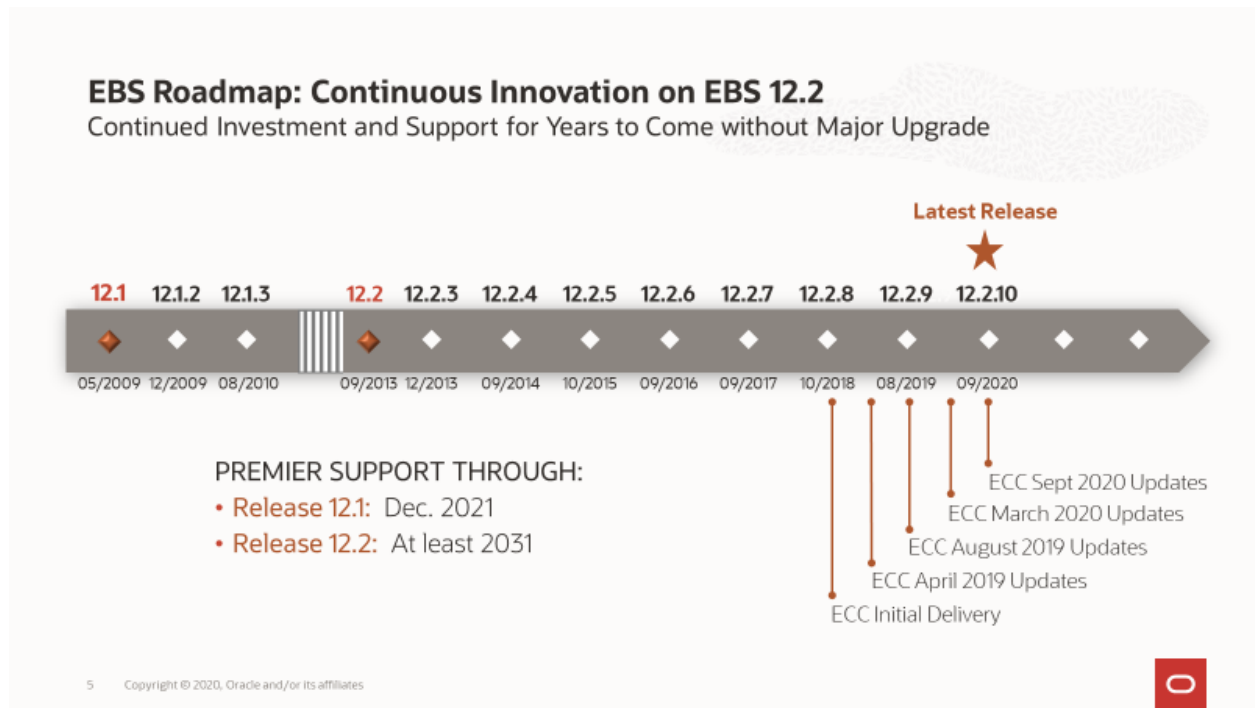 EBS Roadmap: Continuous Innovation on EBS 12.2
Continued Investment and Support for Years to Come without Major Upgrade
Latest Release
12.1 12.1.2 12.1.3 12.2 12.2.3 12.2.4 12.2.5 12.2.6 12.2.7 12.2.8 12.2.9 12.2.10
05/2009 12/2009 08/2010 09/2013 12/2013 09/2014 10/2015 09/2016 09/2017 10/2018 08/2019 09/2020
PREMIER SUPPORT THROUGH:
• Release 12.1: Dec. 2021
• Release 12.2: At least 2031
ECC Sept 2020 Updates
ECC March 2020 Updates
ECC August 2019 Updates
ECC April 2019 Updates
ECC Initial Delivery
5 Copyright © 2020, Oracle and/or its affiliates